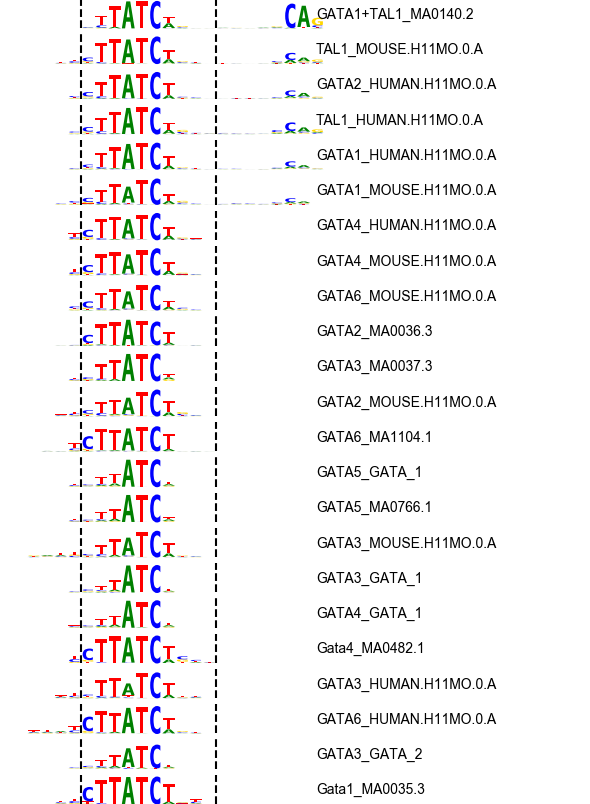 GATA1+TAL1_MA0140.2
TAL1_MOUSE.H11MO.0.A
GATA2_HUMAN.H11MO.0.A
TAL1_HUMAN.H11MO.0.A
GATA1_HUMAN.H11MO.0.A
GATA1_MOUSE.H11MO.0.A
GATA4_HUMAN.H11MO.0.A
GATA4_MOUSE.H11MO.0.A
GATA6_MOUSE.H11MO.0.A
GATA2_MA0036.3
GATA3_MA0037.3
GATA2_MOUSE.H11MO.0.A
GATA6_MA1104.1
GATA5_GATA_1
GATA5_MA0766.1
GATA3_MOUSE.H11MO.0.A
GATA3_GATA_1
GATA4_GATA_1
Gata4_MA0482.1
GATA3_HUMAN.H11MO.0.A
GATA6_HUMAN.H11MO.0.A
GATA3_GATA_2
Gata1_MA0035.3